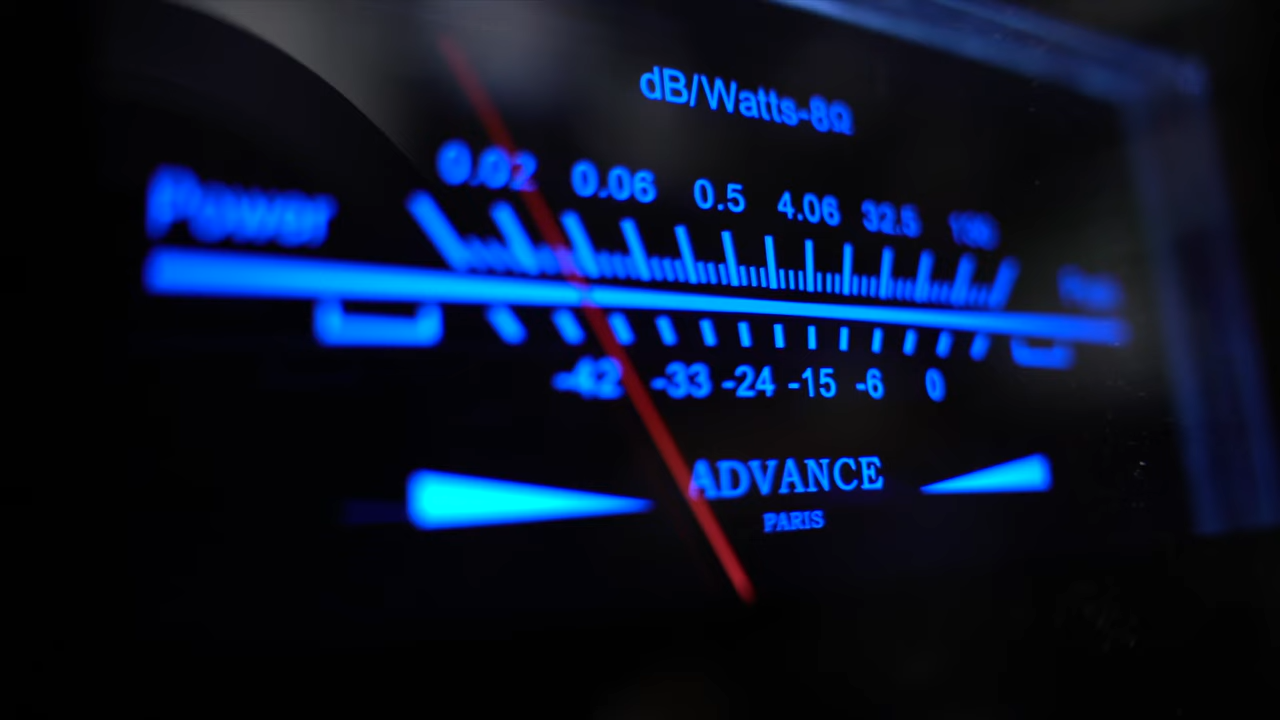 dB/Watts-8Ω
0.02 0.06 0.5 4.06 32.5
Power
-42 -33 -24 -15 -6 0
ADVANCE
PARIS